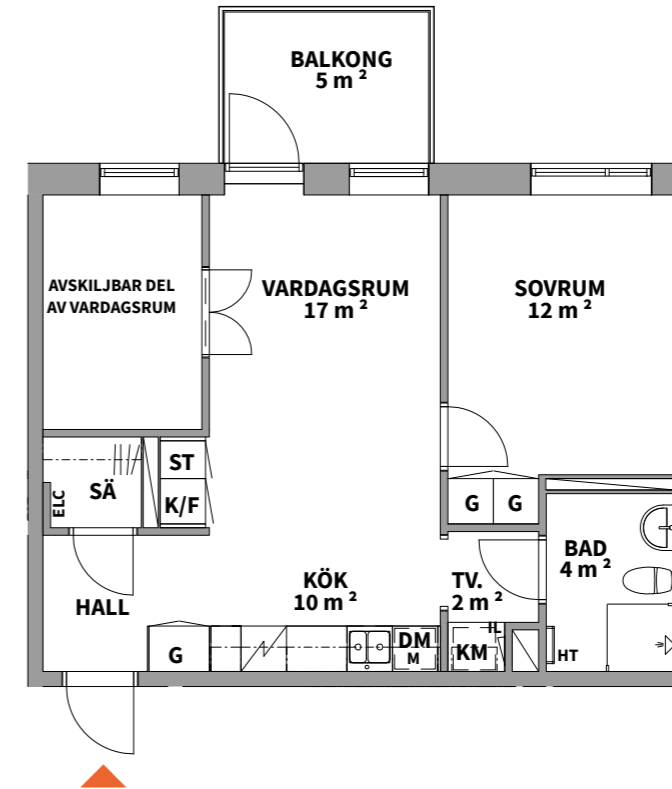 BALKONG
5 m ²
AVSKILJBAR DEL
AV VARDAGSRUM
VARDAGSRUM
17 m ²
SOVRUM
12 m ²
ST
SÄ
ELC
K/F
G G
BAD
4 m ²
KÖK
10 m ²
TV.
2 m ²
HALL
G
DM
M
KM
IL
HT